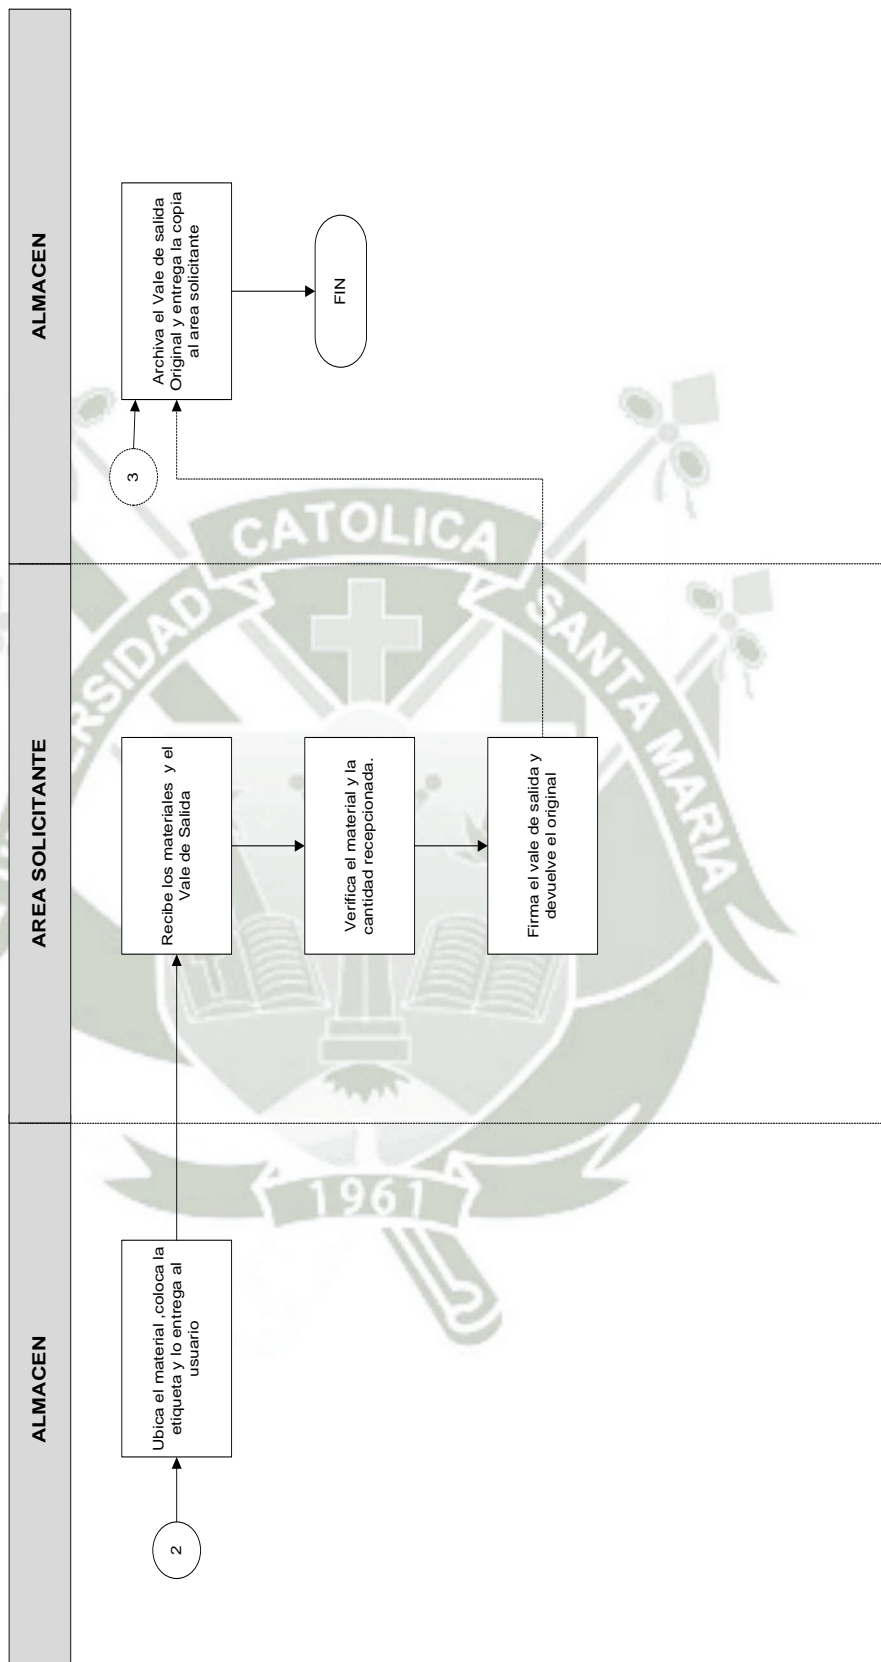 ALMACEN
AREA SOLICITANTE
ALMACEN
2
Ubica el material ,coloca la
etiqueta y lo entrega al
usuario
Recibe los materiales y el
Vale de Salida
Verifica el material y la
cantidad recepcionada.
Firma el vale de salida y
devuelve el original
3
Archiva el Vale de salida
Original y entrega la copia
al area solicitante
FIN
ERSIDAD
CATOLICA
SANTA MARIA
1961